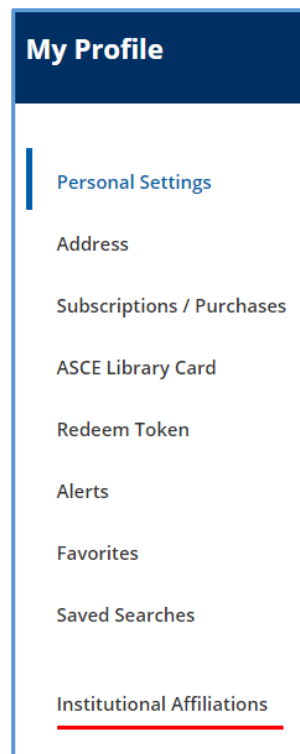 My Profile
Personal Settings
Address
Subscriptions / Purchases
ASCE Library Card
Redeem Token
Alerts
Favorites
Saved Searches
Institutional Affiliations